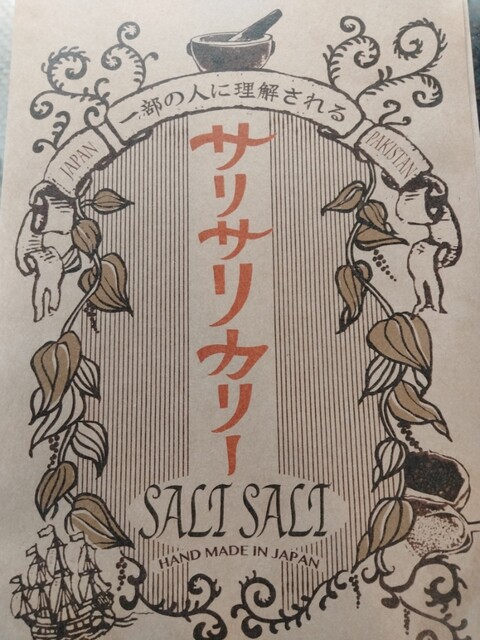 一部の人に理解される
JAPAN
PAKISTAN
サリサリカリー
SALI SALI
HAND MADE IN JAPAN